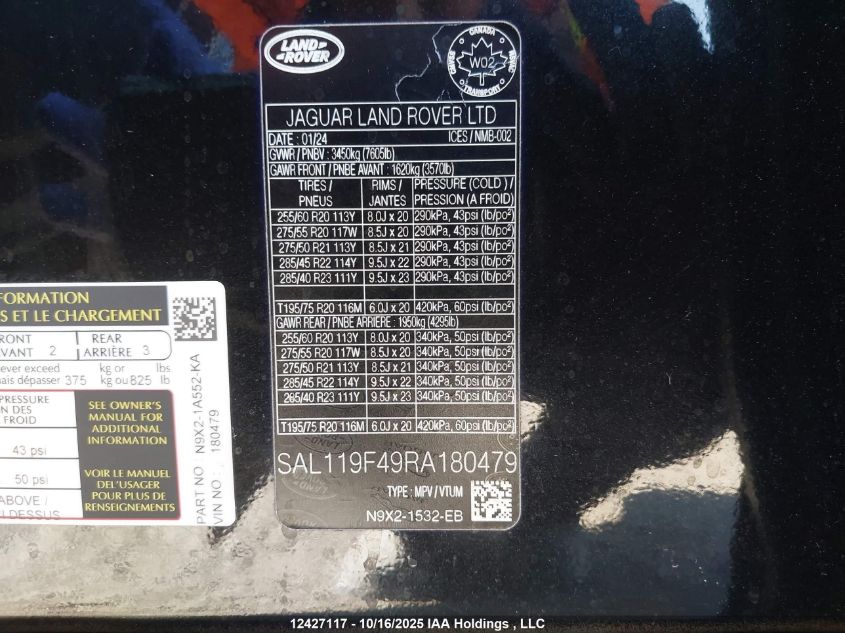 LAND
ROVER
CANADA
W02
TRANSPORT
JAGUAR LAND ROVER LTD
DATE : 01/24 ICES / NMB-002
GVWR / PNBV : 3450kg (7605lb)
GAWR FRONT / PNBE AVANT : 1620kg (3570lb)
TIRES / RIMS / PRESSURE (COLD ) /
PNEUS JANTES PRESSION (A FROID)
255/60 R20 113Y 8.0J x 20 290kPa, 43psi (lb/po²)
275/55 R20 117W 8.5J x 20 290kPa, 43psi (lb/po²)
275/50 R21 113Y 8.5J x 21 290kPa, 43psi (lb/po²)
285/45 R22 114Y 9.5J x 22 290kPa, 43psi (lb/po²)
285/40 R23 111Y 9.5J x 23 290kPa, 43psi (lb/po²)
T195/75 R20 116M 6.0J x 20 420kPa, 60psi (lb/po²)
GAWR REAR / PNBE ARRIERE : 1950kg (4295lb)
255/60 R20 113Y 8.0J x 20 340kPa, 50psi (lb/po²)
275/55 R20 117W 8.5J x 20 340kPa, 50psi (lb/po²)
275/50 R21 113Y 8.5J x 21 340kPa, 50psi (lb/po²)
285/45 R22 114Y 9.5J x 22 340kPa, 50psi (lb/po²)
285/40 R23 111Y 9.5J x 23 340kPa, 50psi (lb/po²)
T195/75 R20 116M 6.0J x 20 420kPa, 60psi (lb/po²)
SAL119F49RA180479
TYPE : MPV / VTUM
N9X2-1532-EB
FORMATION
S ET LE CHARGEMENT
FRONT REAR
VANT 2 ARRIÈRE 3
ever exceed kg or lbs
mais dépasser 375 kg ou 825 lb
PRESSURE
N DES
FROID
43 psi
50 psi
ABOVE /
DESSUS
SEE OWNER'S
MANUAL FOR
ADDITIONAL
INFORMATION
VOIR LE MANUEL
DEL'USAGER
POUR PLUS DE
RENSEIGNEMENTS
PART NO N9X2-1A552-KA
VIN NO 180479
12427117 - 10/16/2025 IAA Holdings , LLC